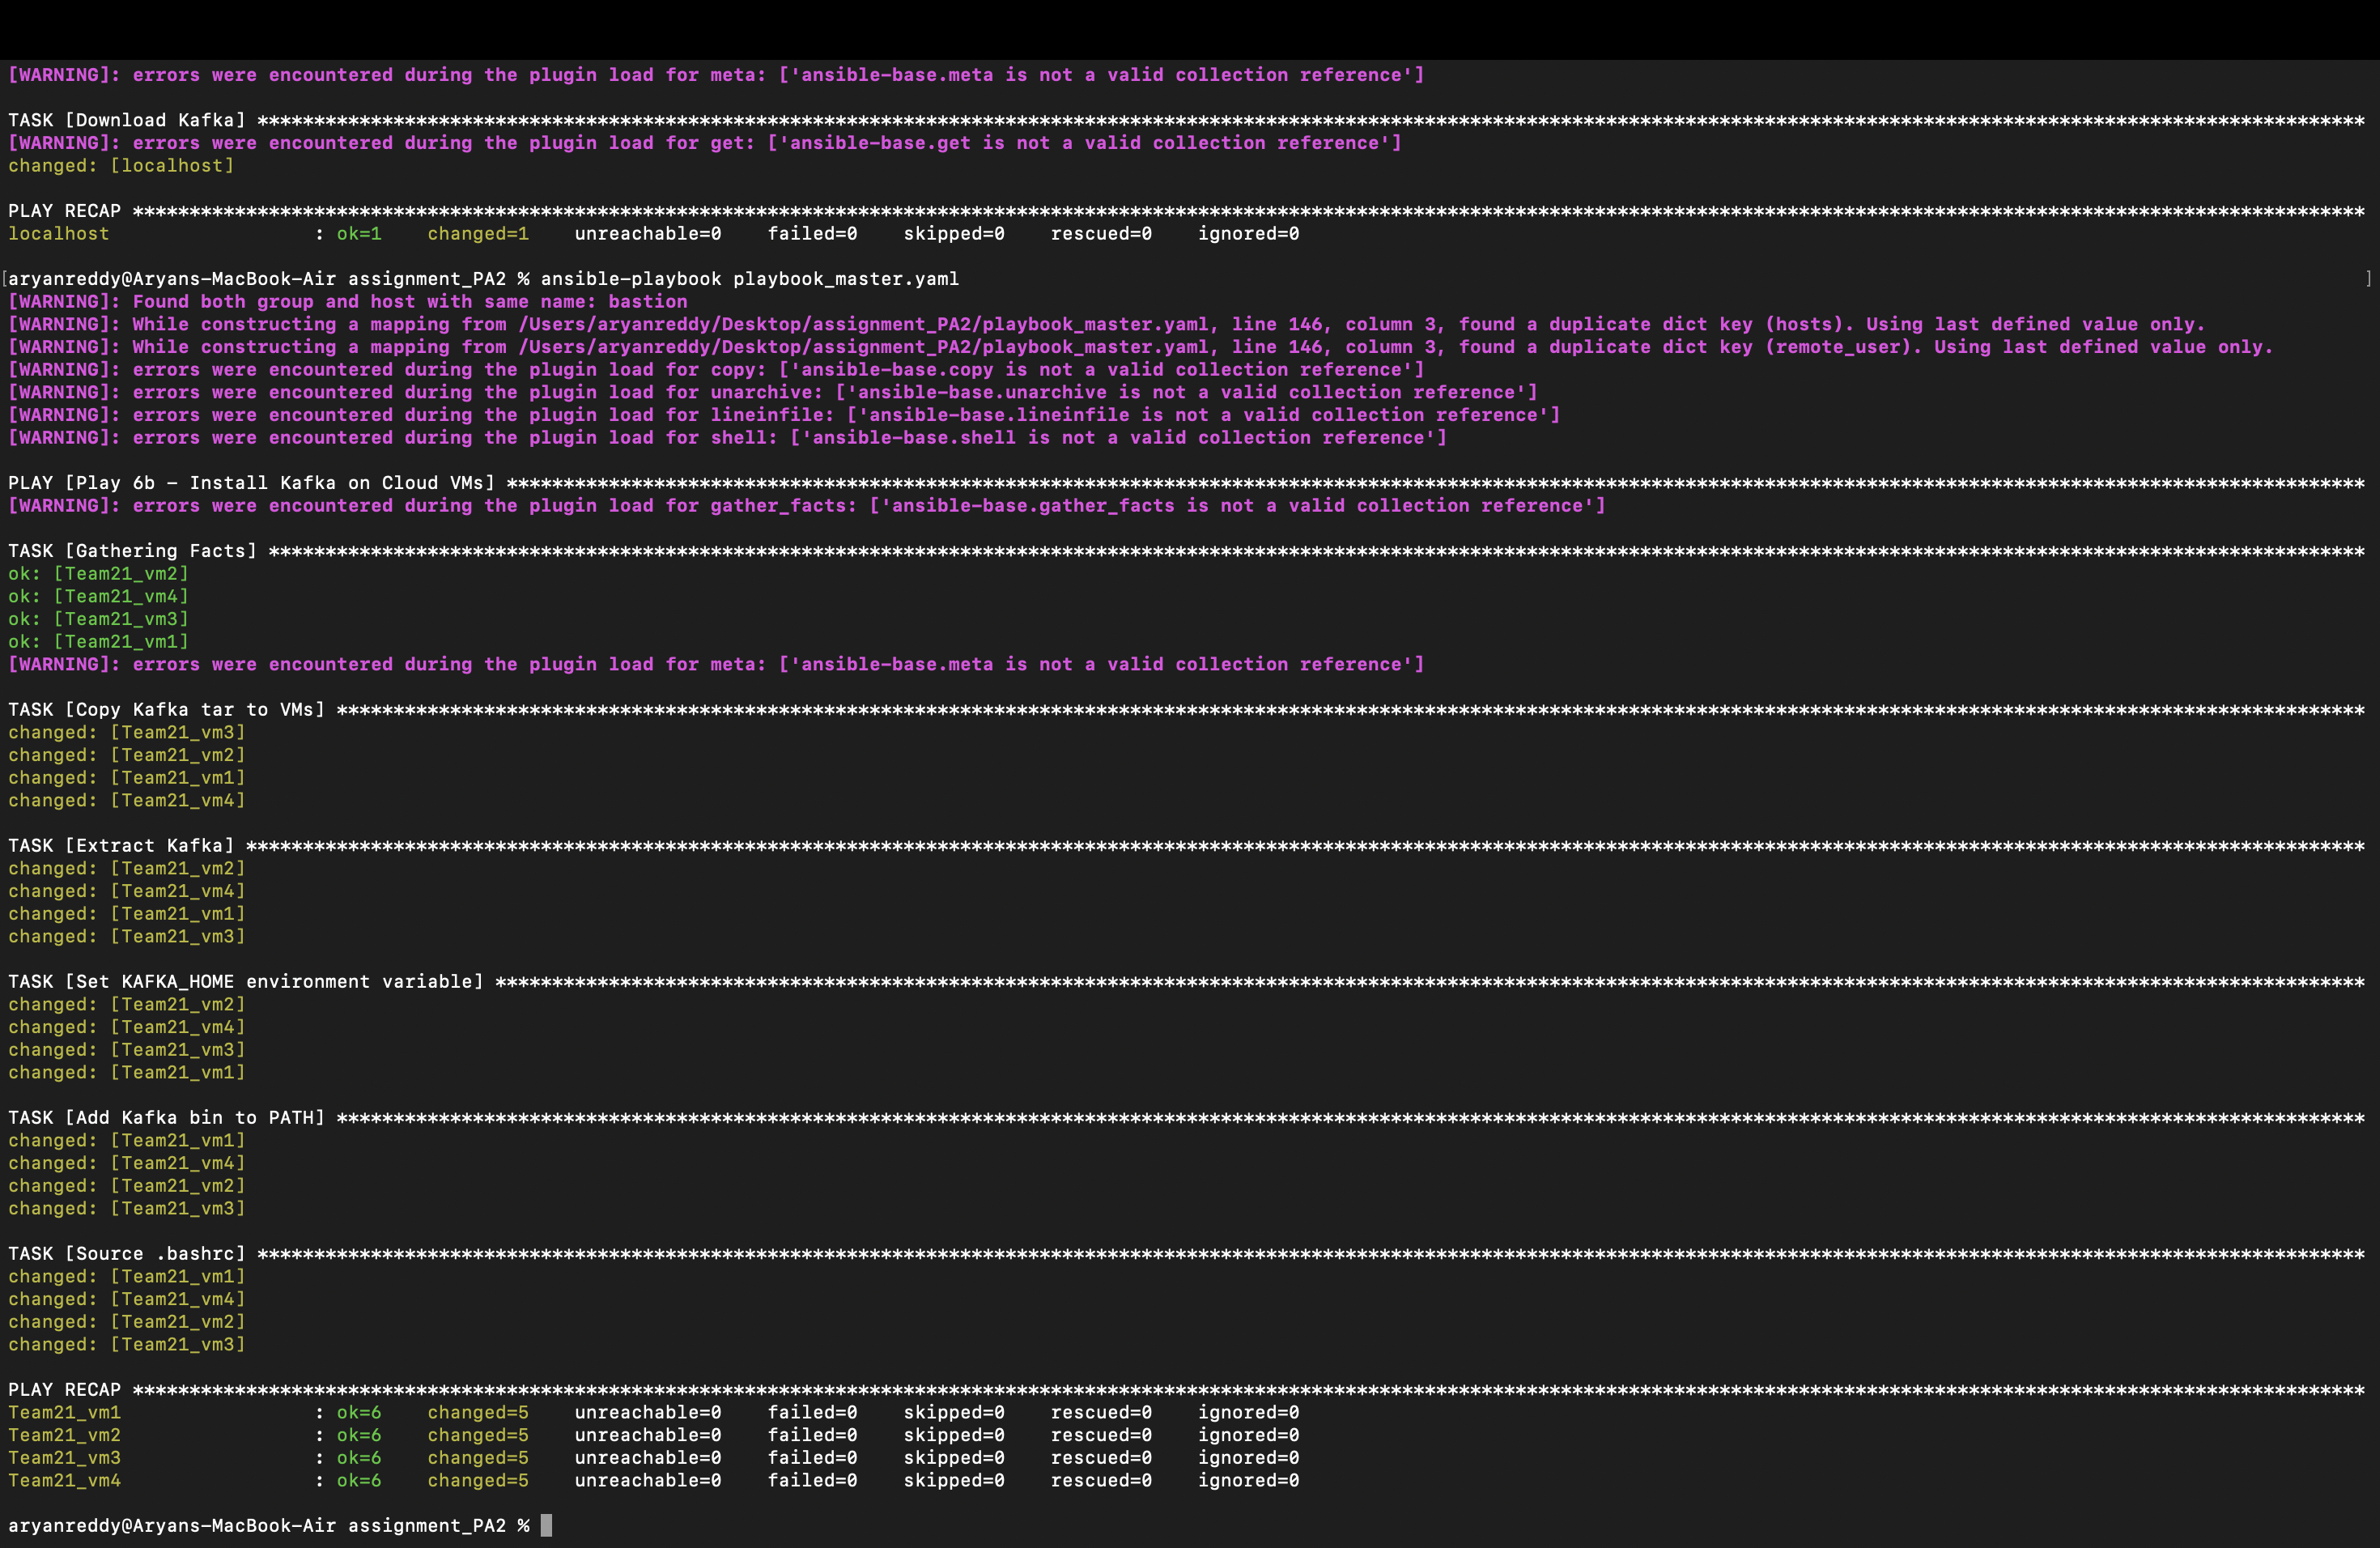 [WARNING]: errors were encountered during the plugin load for meta: ['ansible-base.meta is not a valid collection reference']
TASK [Download Kafka] ****************************************************************************************************************************************************************************************
[WARNING]: errors were encountered during the plugin load for get: ['ansible-base.get is not a valid collection reference']
changed: [localhost]
PLAY RECAP ***************************************************************************************************************************************************************************************************
localhost                  : ok=1    changed=1    unreachable=0    failed=0    skipped=0    rescued=0    ignored=0
[aryanreddy@Aryans-MacBook-Air assignment_PA2 % ansible-playbook playbook_master.yaml ]
[WARNING]: Found both group and host with same name: bastion
[WARNING]: While constructing a mapping from /Users/aryanreddy/Desktop/assignment_PA2/playbook_master.yaml, line 146, column 3, found a duplicate dict key (hosts). Using last defined value only.
[WARNING]: While constructing a mapping from /Users/aryanreddy/Desktop/assignment_PA2/playbook_master.yaml, line 146, column 3, found a duplicate dict key (remote_user). Using last defined value only.
[WARNING]: errors were encountered during the plugin load for copy: ['ansible-base.copy is not a valid collection reference']
[WARNING]: errors were encountered during the plugin load for unarchive: ['ansible-base.unarchive is not a valid collection reference']
[WARNING]: errors were encountered during the plugin load for lineinfile: ['ansible-base.lineinfile is not a valid collection reference']
[WARNING]: errors were encountered during the plugin load for shell: ['ansible-base.shell is not a valid collection reference']
PLAY [Play 6b - Install Kafka on Cloud VMs] ******************************************************************************************************************************************************************
[WARNING]: errors were encountered during the plugin load for gather_facts: ['ansible-base.gather_facts is not a valid collection reference']
TASK [Gathering Facts] ***************************************************************************************************************************************************************************************
ok: [Team21_vm2]
ok: [Team21_vm4]
ok: [Team21_vm3]
ok: [Team21_vm1]
[WARNING]: errors were encountered during the plugin load for meta: ['ansible-base.meta is not a valid collection reference']
TASK [Copy Kafka tar to VMs] *********************************************************************************************************************************************************************************
changed: [Team21_vm3]
changed: [Team21_vm2]
changed: [Team21_vm1]
changed: [Team21_vm4]
TASK [Extract Kafka] *****************************************************************************************************************************************************************************************
changed: [Team21_vm2]
changed: [Team21_vm4]
changed: [Team21_vm1]
changed: [Team21_vm3]
TASK [Set KAFKA_HOME environment variable] *******************************************************************************************************************************************************************
changed: [Team21_vm2]
changed: [Team21_vm4]
changed: [Team21_vm3]
changed: [Team21_vm1]
TASK [Add Kafka bin to PATH] *********************************************************************************************************************************************************************************
changed: [Team21_vm1]
changed: [Team21_vm4]
changed: [Team21_vm2]
changed: [Team21_vm3]
TASK [Source .bashrc] ****************************************************************************************************************************************************************************************
changed: [Team21_vm1]
changed: [Team21_vm4]
changed: [Team21_vm2]
changed: [Team21_vm3]
PLAY RECAP ***************************************************************************************************************************************************************************************************
Team21_vm1                 : ok=6    changed=5    unreachable=0    failed=0    skipped=0    rescued=0    ignored=0
Team21_vm2                 : ok=6    changed=5    unreachable=0    failed=0    skipped=0    rescued=0    ignored=0
Team21_vm3                 : ok=6    changed=5    unreachable=0    failed=0    skipped=0    rescued=0    ignored=0
Team21_vm4                 : ok=6    changed=5    unreachable=0    failed=0    skipped=0    rescued=0    ignored=0
aryanreddy@Aryans-MacBook-Air assignment_PA2 %